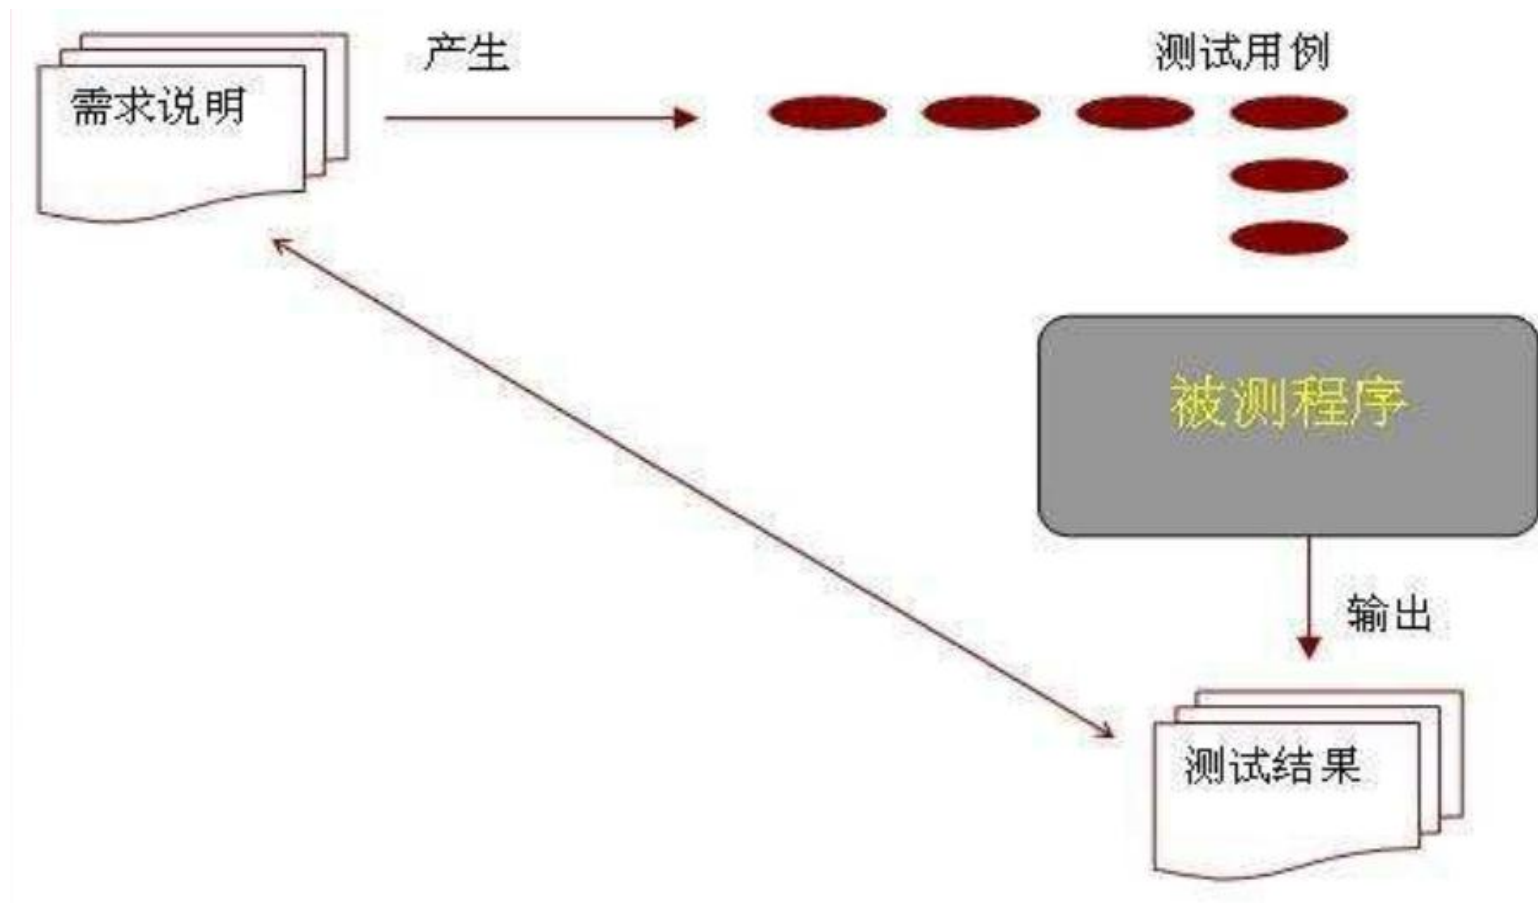 产生
测试用例
需求说明
被测程序
输出
测试结果